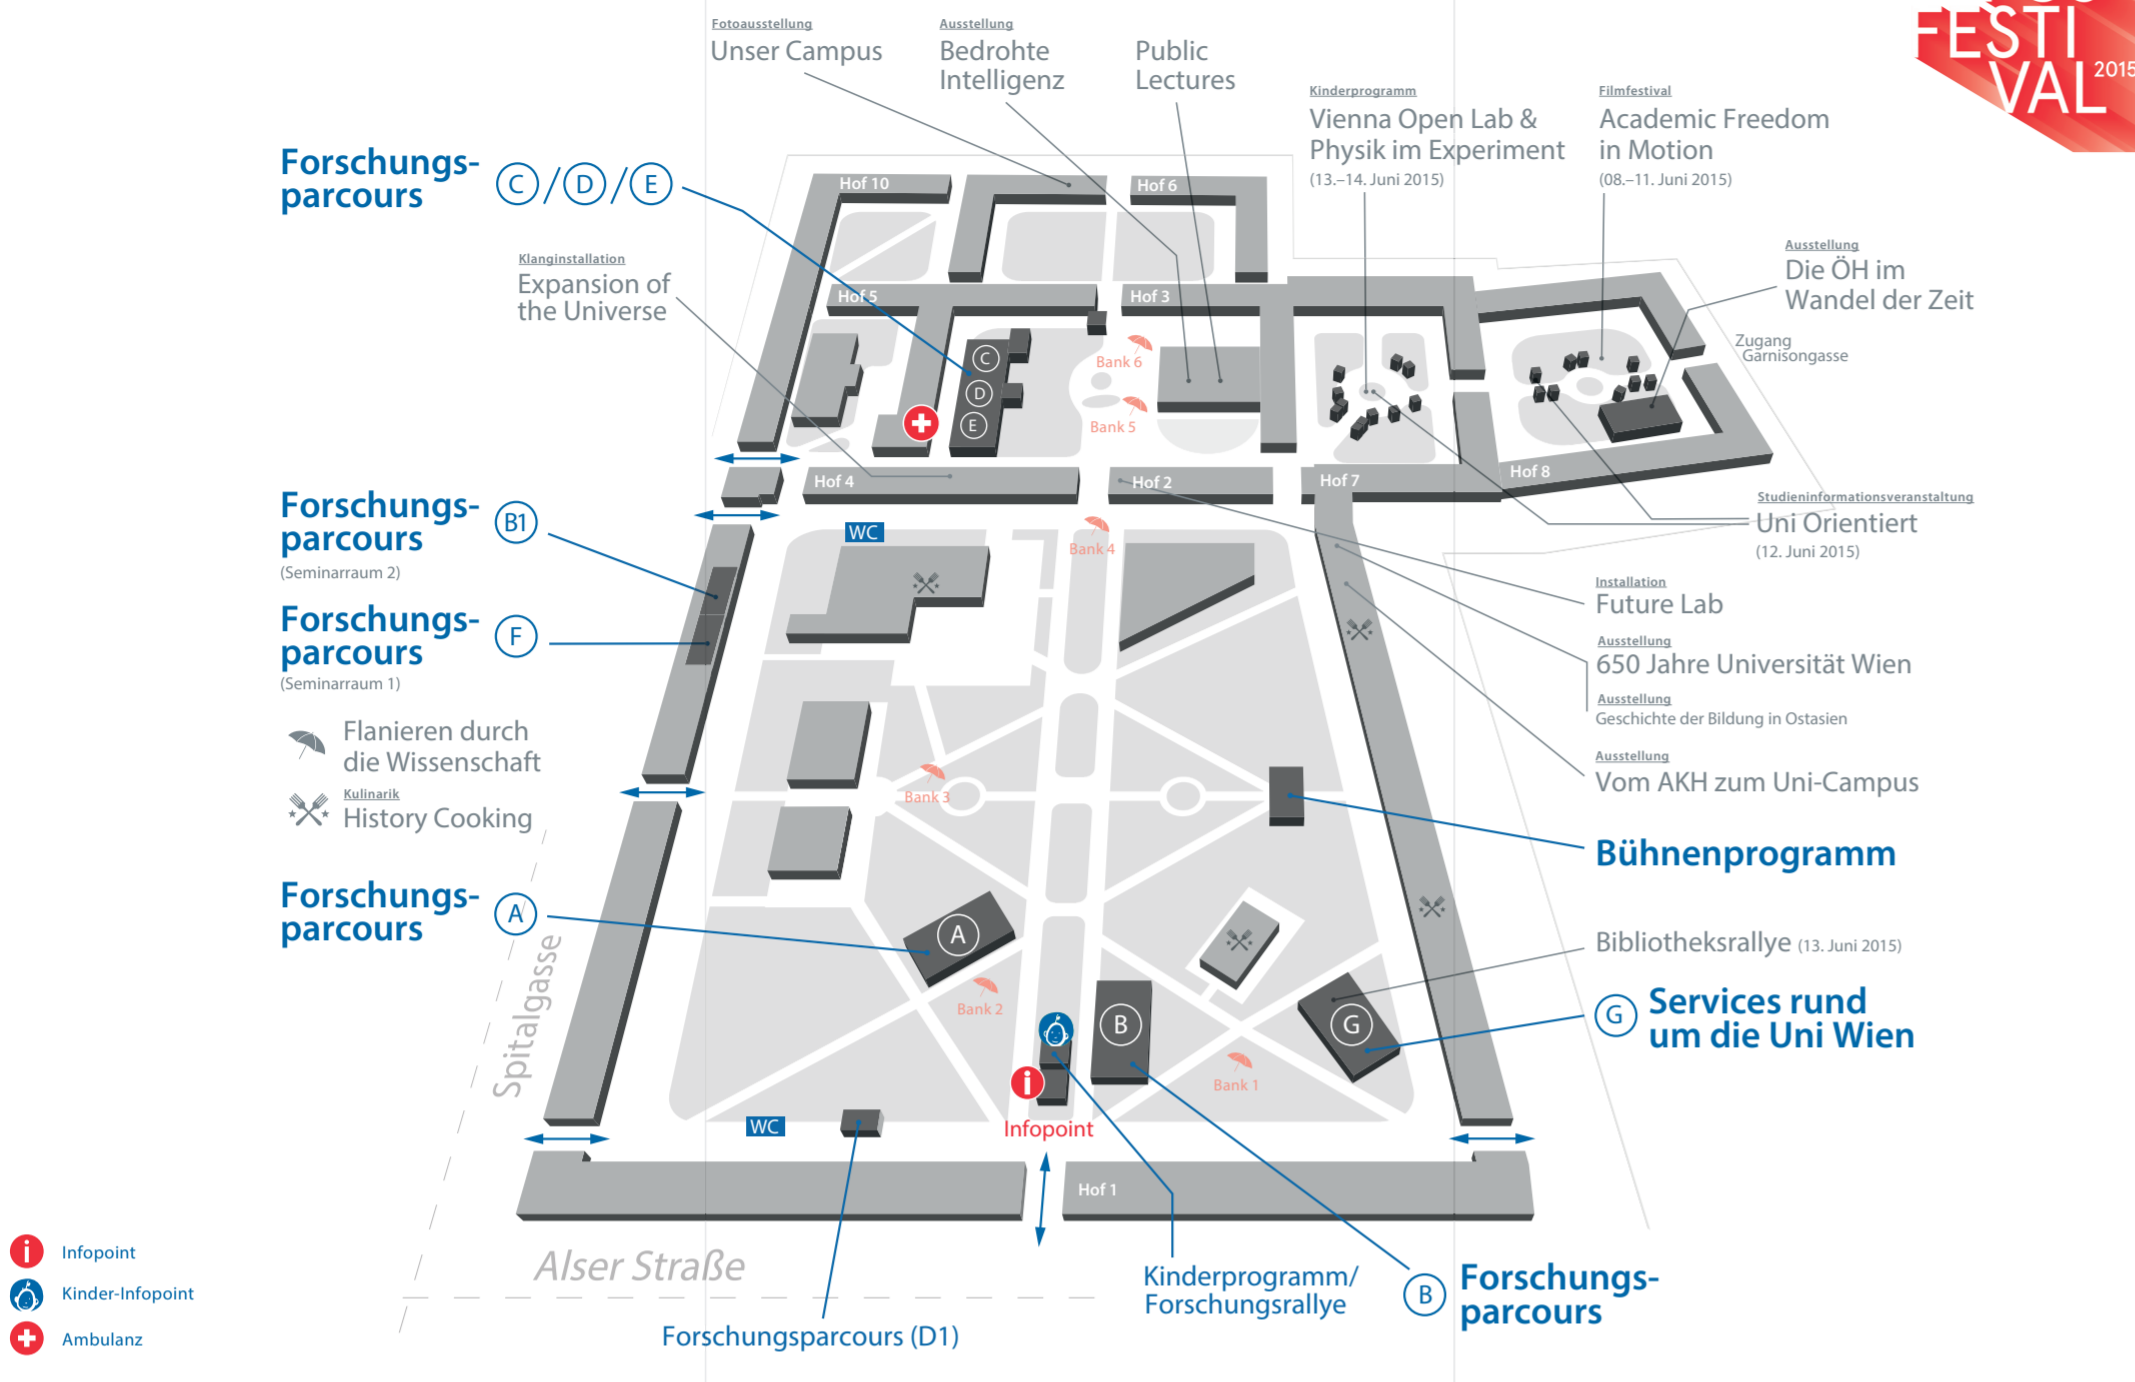 Fotoausstellung
Unser Campus
Ausstellung
Bedrohte
Intelligenz
Public
Lectures
Kinderprogramm
Vienna Open Lab &
Physik im Experiment
(13.–14. Juni 2015)
Filmfestival
Academic Freedom
in Motion
(08.–11. Juni 2015)
FESTI
VAL 2015
Forschungs-
parcours
C / D / E
Klanginstallation
Expansion of
the Universe
Ausstellung
Die ÖH im
Wandel der Zeit
Zugang
Garnisongasse
Hof 10
Hof 6
Hof 5
Hof 3
C
D
E
Bank 6
Bank 5
Hof 4
Hof 2
Hof 7
Hof 8
Forschungs-
parcours
B1
(Seminarraum 2)
Forschungs-
parcours
F
(Seminarraum 1)
WC
Bank 4
Studieninformationsveranstaltung
Uni Orientiert
(12. Juni 2015)
Installation
Future Lab
Ausstellung
650 Jahre Universität Wien
Ausstellung
Geschichte der Bildung in Ostasien
Ausstellung
Vom AKH zum Uni-Campus
Flanieren durch
die Wissenschaft
Kulinarik
History Cooking
Bank 3
Bühnenprogramm
Forschungs-
parcours
A
A
Bank 2
B
G
Bank 1
Bibliotheksrallye (13. Juni 2015)
G
Services rund
um die Uni Wien
Spitalgasse
WC
i
Infopoint
Hof 1
Alser Straße
Forschungsparcours (D1)
Kinderprogramm/
Forschungsrallye
B
Forschungs-
parcours
i Infopoint
Kinder-Infopoint
Ambulanz